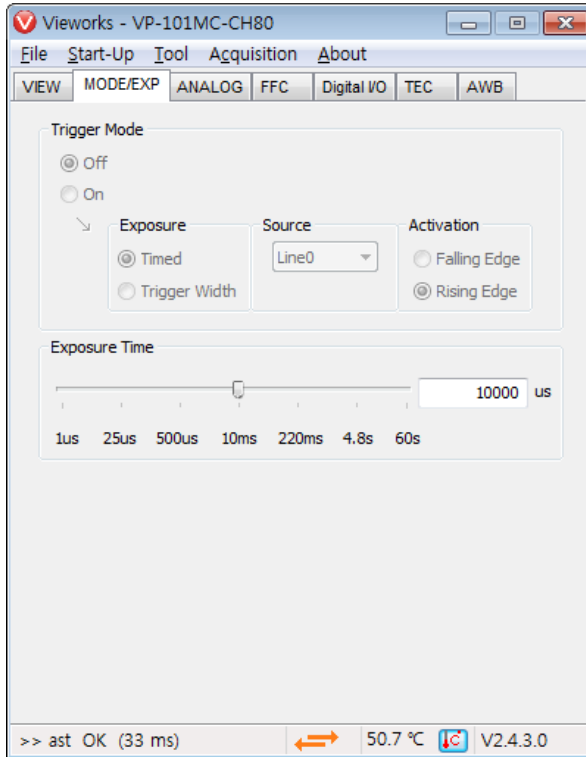 Vieworks - VP-101MC-CH80
File Start-Up Tool Acquisition About
VIEW MODE/EXP ANALOG FFC Digital I/O TEC AWB
Trigger Mode
Off
On
Exposure Source Activation
Timed Line0 Falling Edge
Trigger Width Rising Edge
Exposure Time
10000 us
1us 25us 500us 10ms 220ms 4.8s 60s
>> ast OK (33 ms) 50.7 ℃ V2.4.3.0